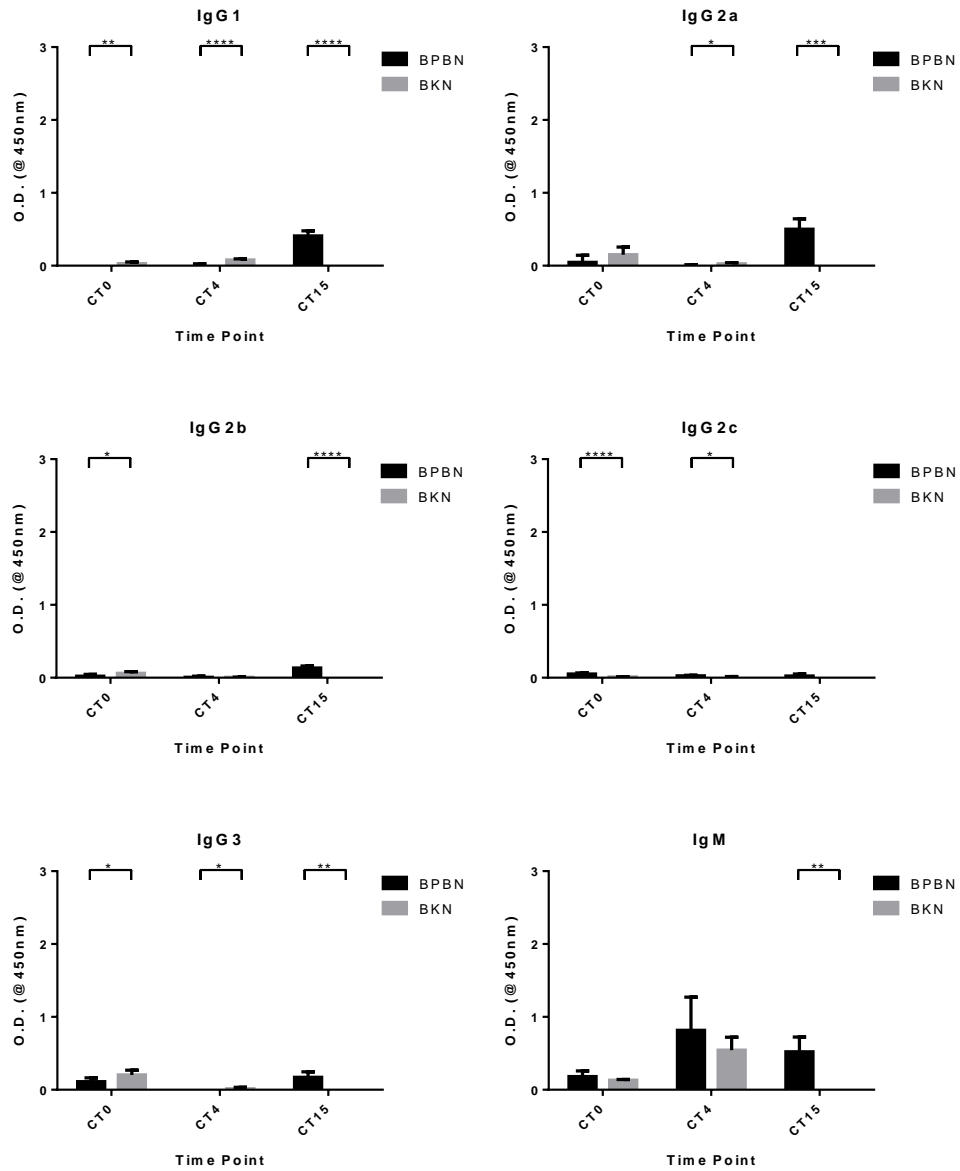 IgG1
** **** ****
3
2
1
0
O.D. (@450nm)
CT0
CT4
CT15
Time Point
BPBN
BKN
IgG2a
* ***
3
2
1
0
O.D. (@450nm)
CT0
CT4
CT15
Time Point
BPBN
BKN
IgG2b
* ****
3
2
1
0
O.D. (@450nm)
CT0
CT4
CT15
Time Point
BPBN
BKN
IgG2c
**** *
3
2
1
0
O.D. (@450nm)
CT0
CT4
CT15
Time Point
BPBN
BKN
IgG3
* * **
3
2
1
0
O.D. (@450nm)
CT0
CT4
CT15
Time Point
BPBN
BKN
IgM
**
3
2
1
0
O.D. (@450nm)
CT0
CT4
CT15
Time Point
BPBN
BKN